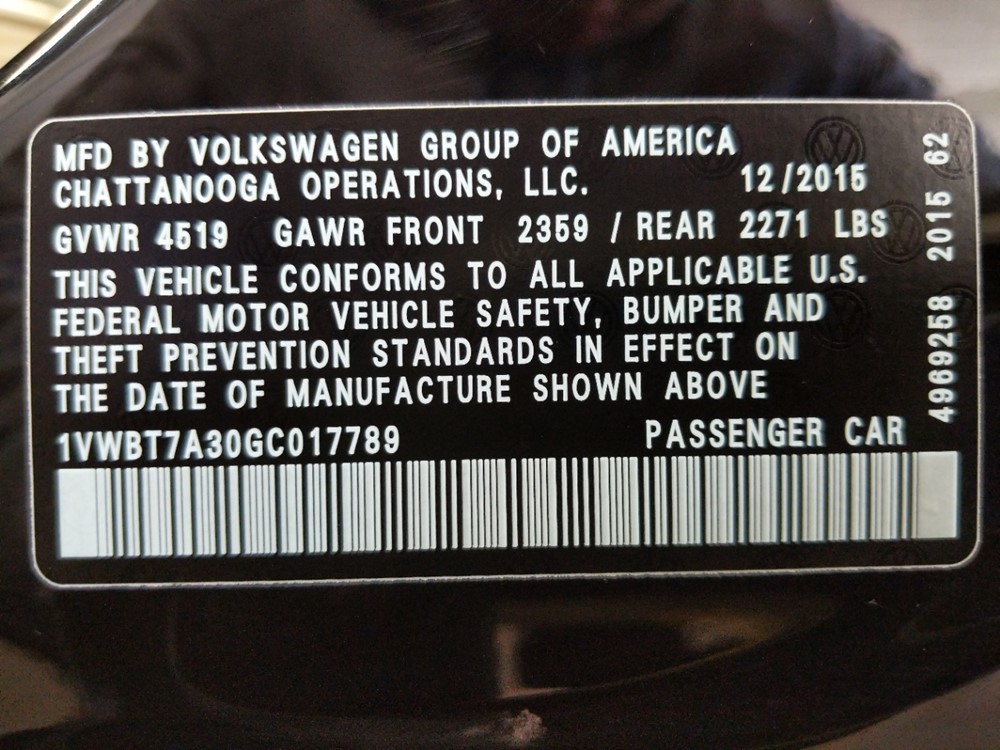 MFD BY VOLKSWAGEN GROUP OF AMERICA
CHATTANOOGA OPERATIONS, LLC. 12/2015
GVWR 4519 GAWR FRONT 2359 / REAR 2271 LBS
THIS VEHICLE CONFORMS TO ALL APPLICABLE U.S.
FEDERAL MOTOR VEHICLE SAFETY, BUMPER AND
THEFT PREVENTION STANDARDS IN EFFECT ON
THE DATE OF MANUFACTURE SHOWN ABOVE
1VWBT7A30GC017789 PASSENGER CAR
4969258 2015 62